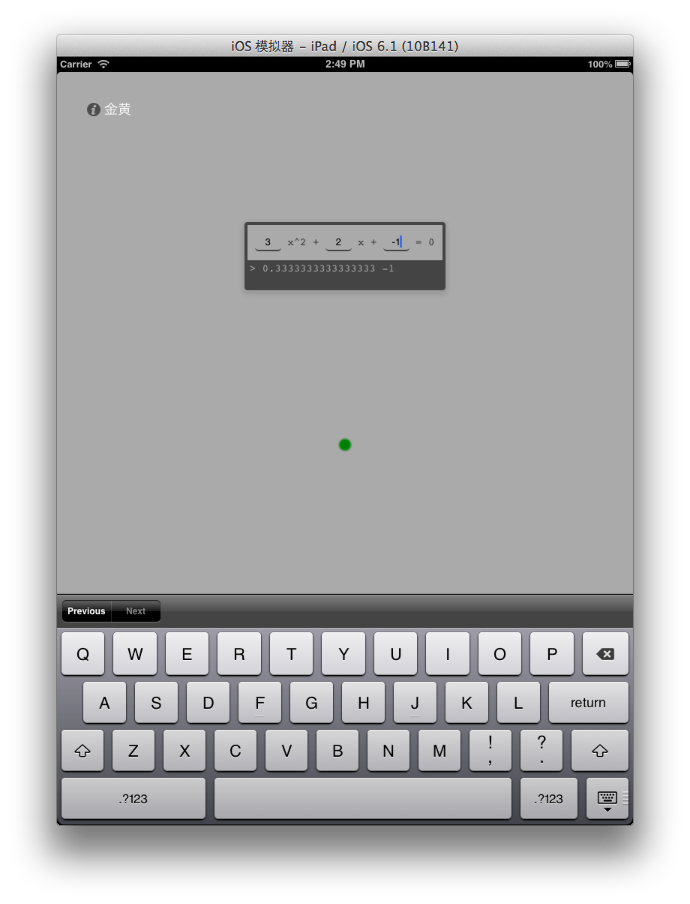 iOS 模拟器 – iPad / iOS 6.1 (10B141)
Carrier 2:49 PM 100%
i 金黄
3 x^2 + 2 x + -1 = 0
> 0.3333333333333333 -1
Previous Next
Q W E R T Y U I O P
A S D F G H J K L return
Z X C V B N M ! , ? .
.?123 .?123